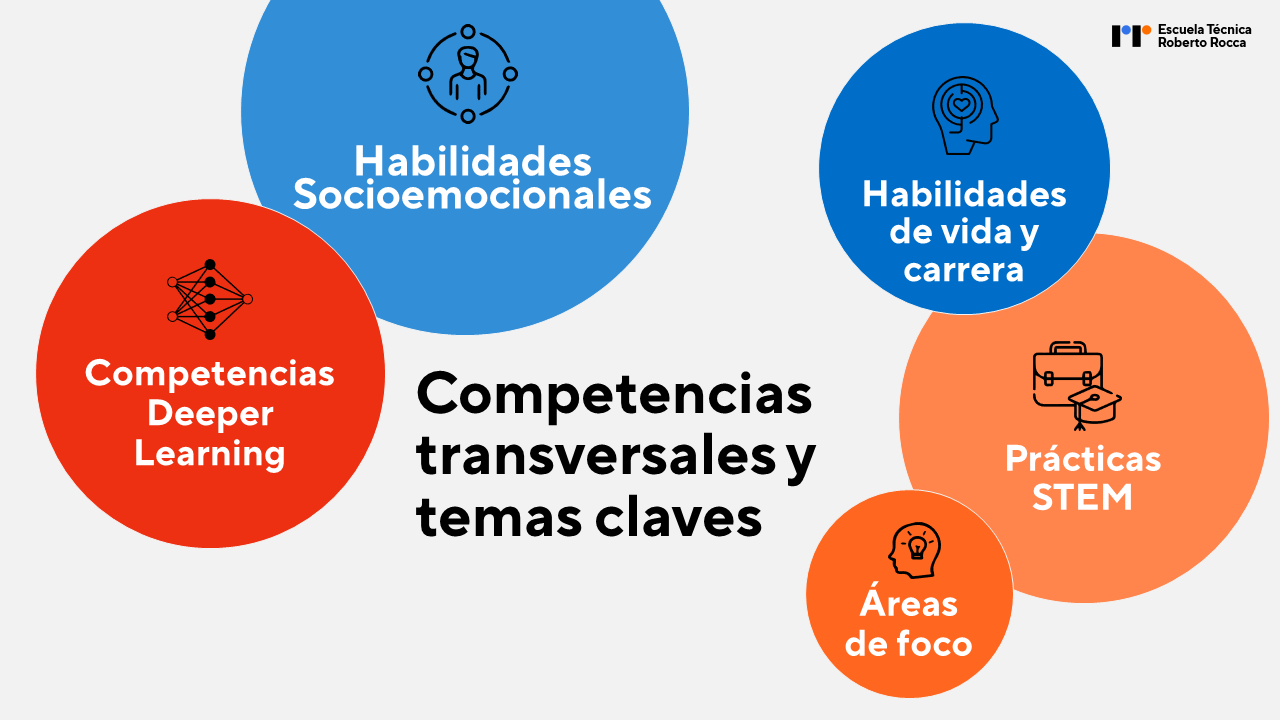 Escuela Técnica
Roberto Rocca
Habilidades
Socioemocionales
Habilidades
de vida y
carrera
Competencias
Deeper
Learning
Competencias
transversales y
temas claves
Prácticas
STEM
Áreas
de foco